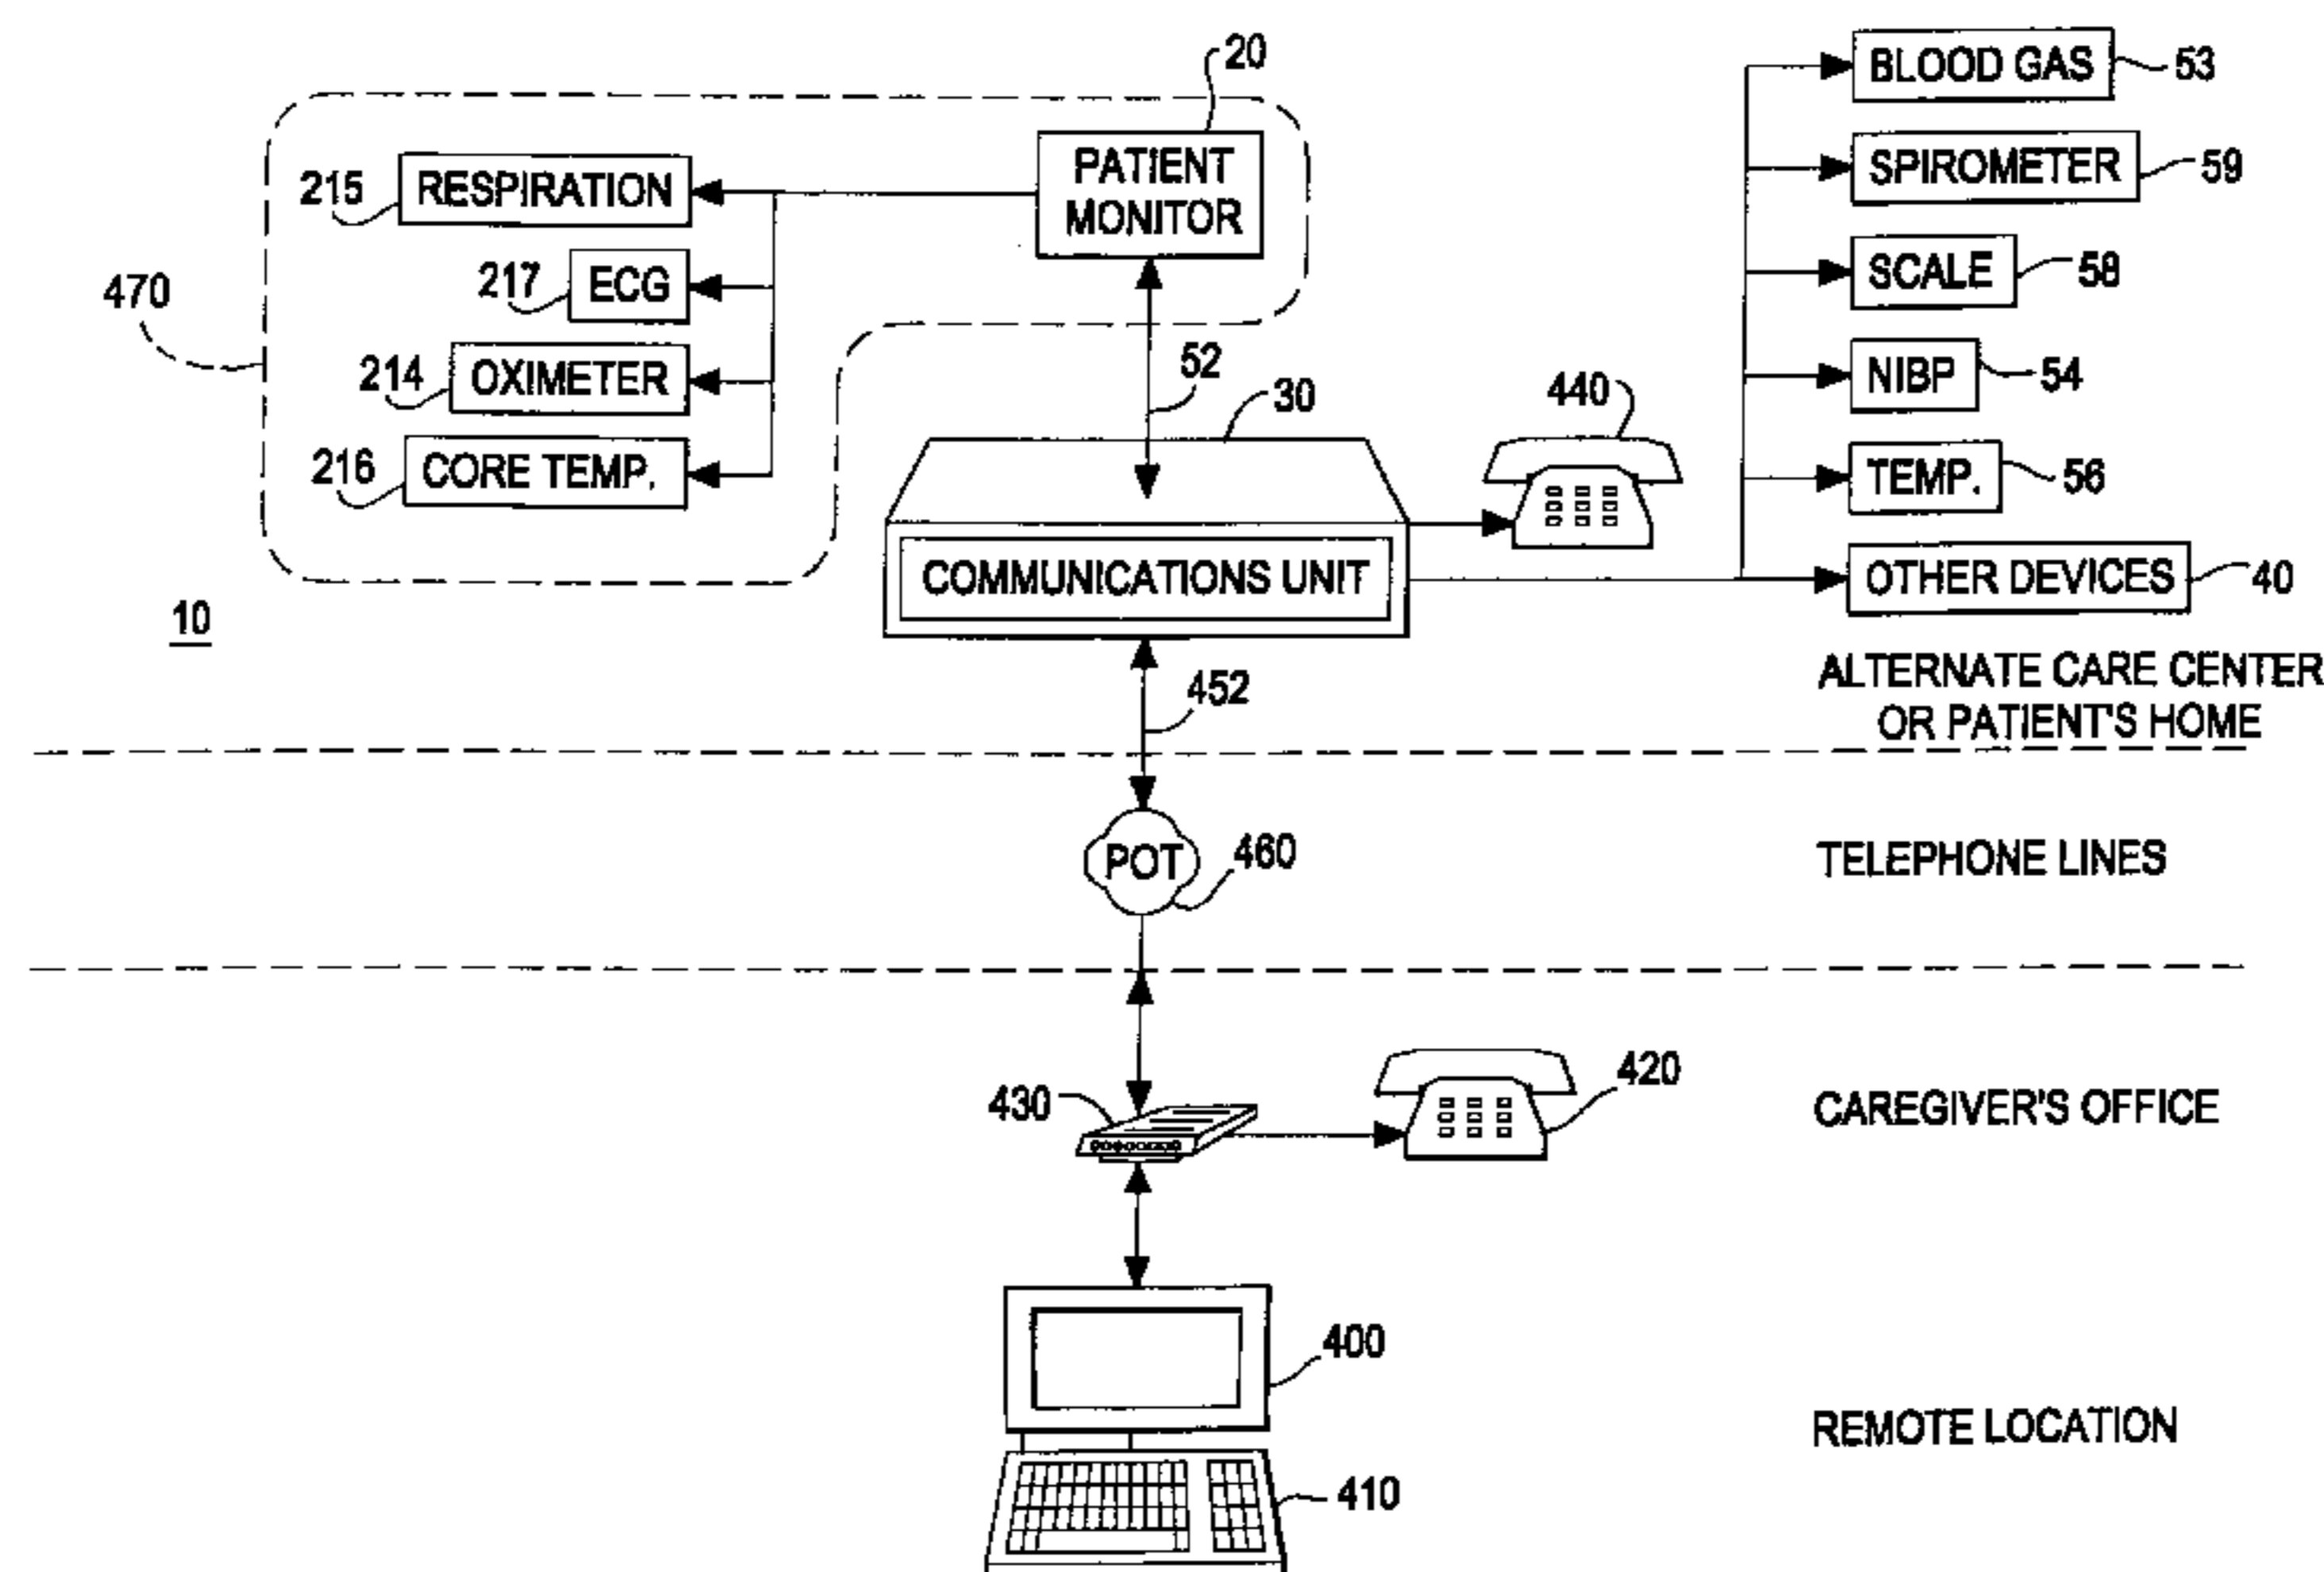 20
PATIENT
MONITOR
215
RESPIRATION
217
ECG
214
OXIMETER
216
CORE TEMP.
470
10
52
30
COMMUNICATIONS UNIT
440
BLOOD GAS
53
SPIROMETER
59
SCALE
58
NIBP
54
TEMP.
56
OTHER DEVICES
40
ALTERNATE CARE CENTER
OR PATIENT'S HOME
452
POT
460
TELEPHONE LINES
430
420
CAREGIVER'S OFFICE
400
REMOTE LOCATION
410